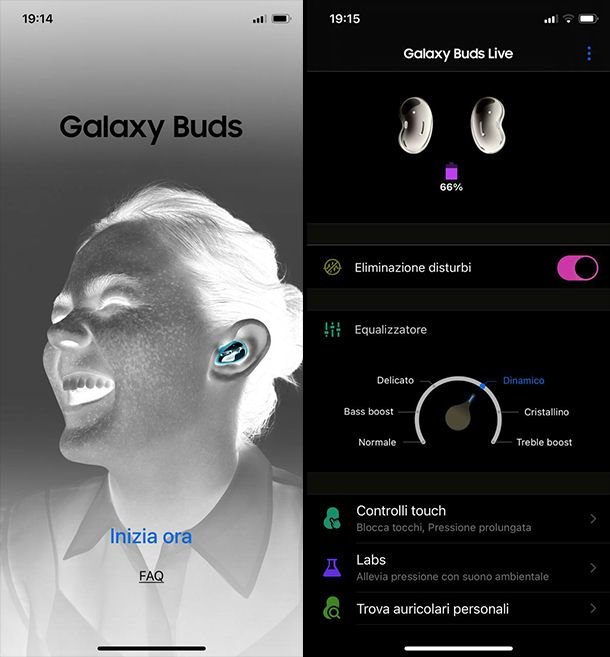 19:14
Galaxy Buds
Inizia ora
FAQ
19:15
Galaxy Buds Live
66%
Eliminazione disturbi
Equalizzatore
Delicato
Dinamico
Bass boost
Cristallino
Normale
Treble boost
Controlli touch
Blocca tocchi, Pressione prolungata
Labs
Allevia pressione con suono ambientale
Trova auricolari personali